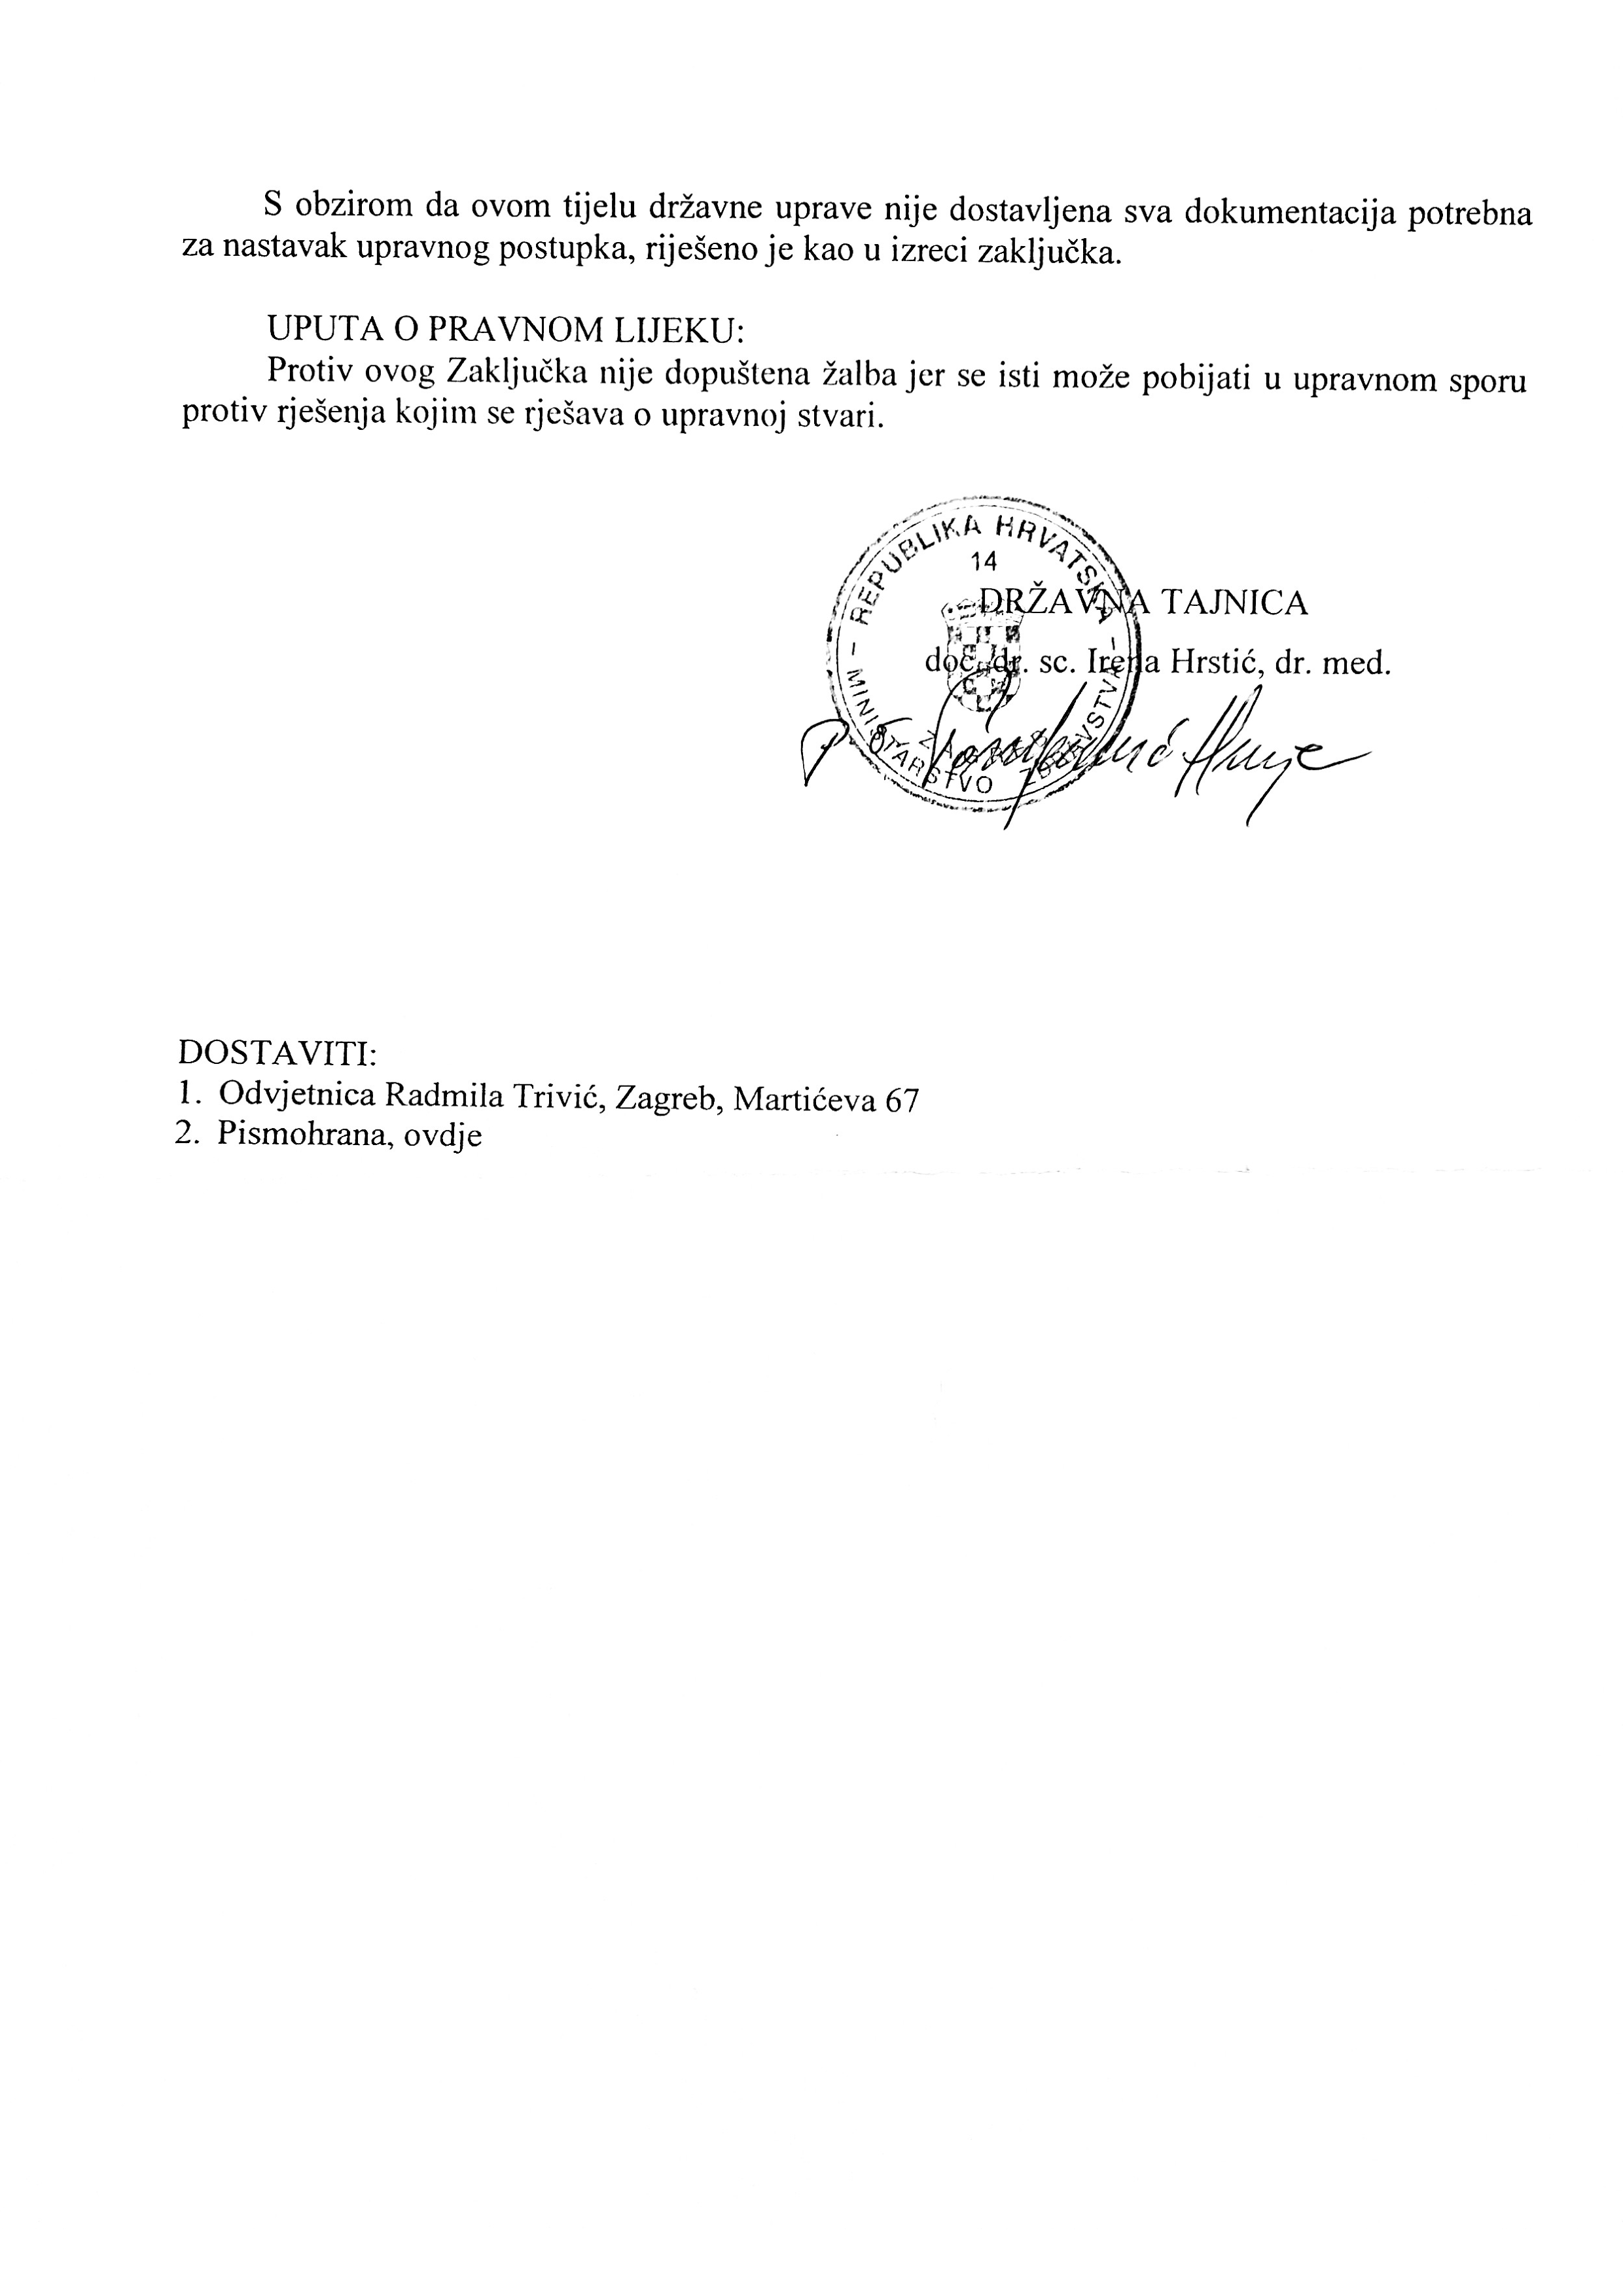 S obzirom da ovom tijelu državne uprave nije dostavljena sva dokumentacija potrebna
za nastavak upravnog postupka, riješeno je kao u izreci zaključka.
UPUTA O PRAVNOM LIJEKU:
Protiv ovog Zaključka nije dopuštena žalba jer se isti može pobijati u upravnom sporu
protiv rješenja kojim se rješava o upravnoj stvari.
REPUBLIKA HRVATSKA
14
DRŽAVNA TAJNICA
doc. dr. sc. Irena Hrstić, dr. med.
MINISTARSTVO ZDRAVSTVA
ZAGREB
DOSTAVITI:
1. Odvjetnica Radmila Trivić, Zagreb, Martićeva 67
2. Pismohrana, ovdje